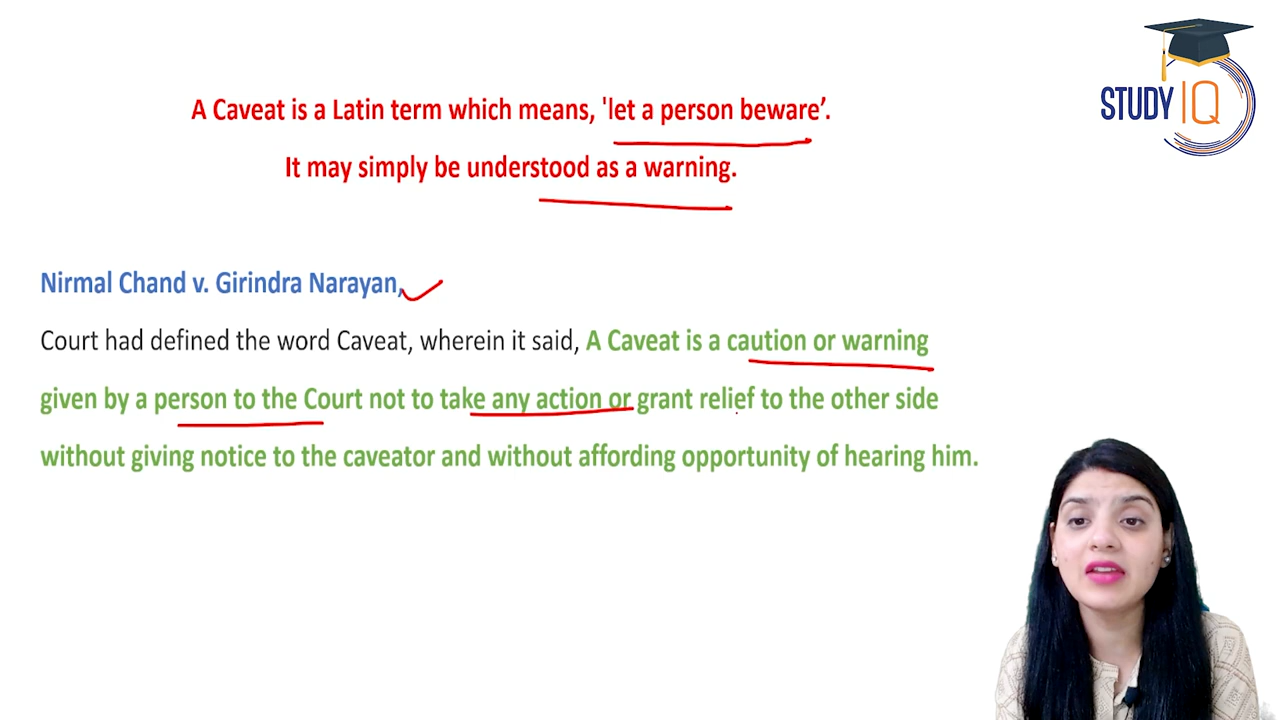 STUDY IQ
A Caveat is a Latin term which means, 'let a person beware’.
It may simply be understood as a warning.
Nirmal Chand v. Girindra Narayan,
Court had defined the word Caveat, wherein it said, A Caveat is a caution or warning
given by a person to the Court not to take any action or grant relief to the other side
without giving notice to the caveator and without affording opportunity of hearing him.